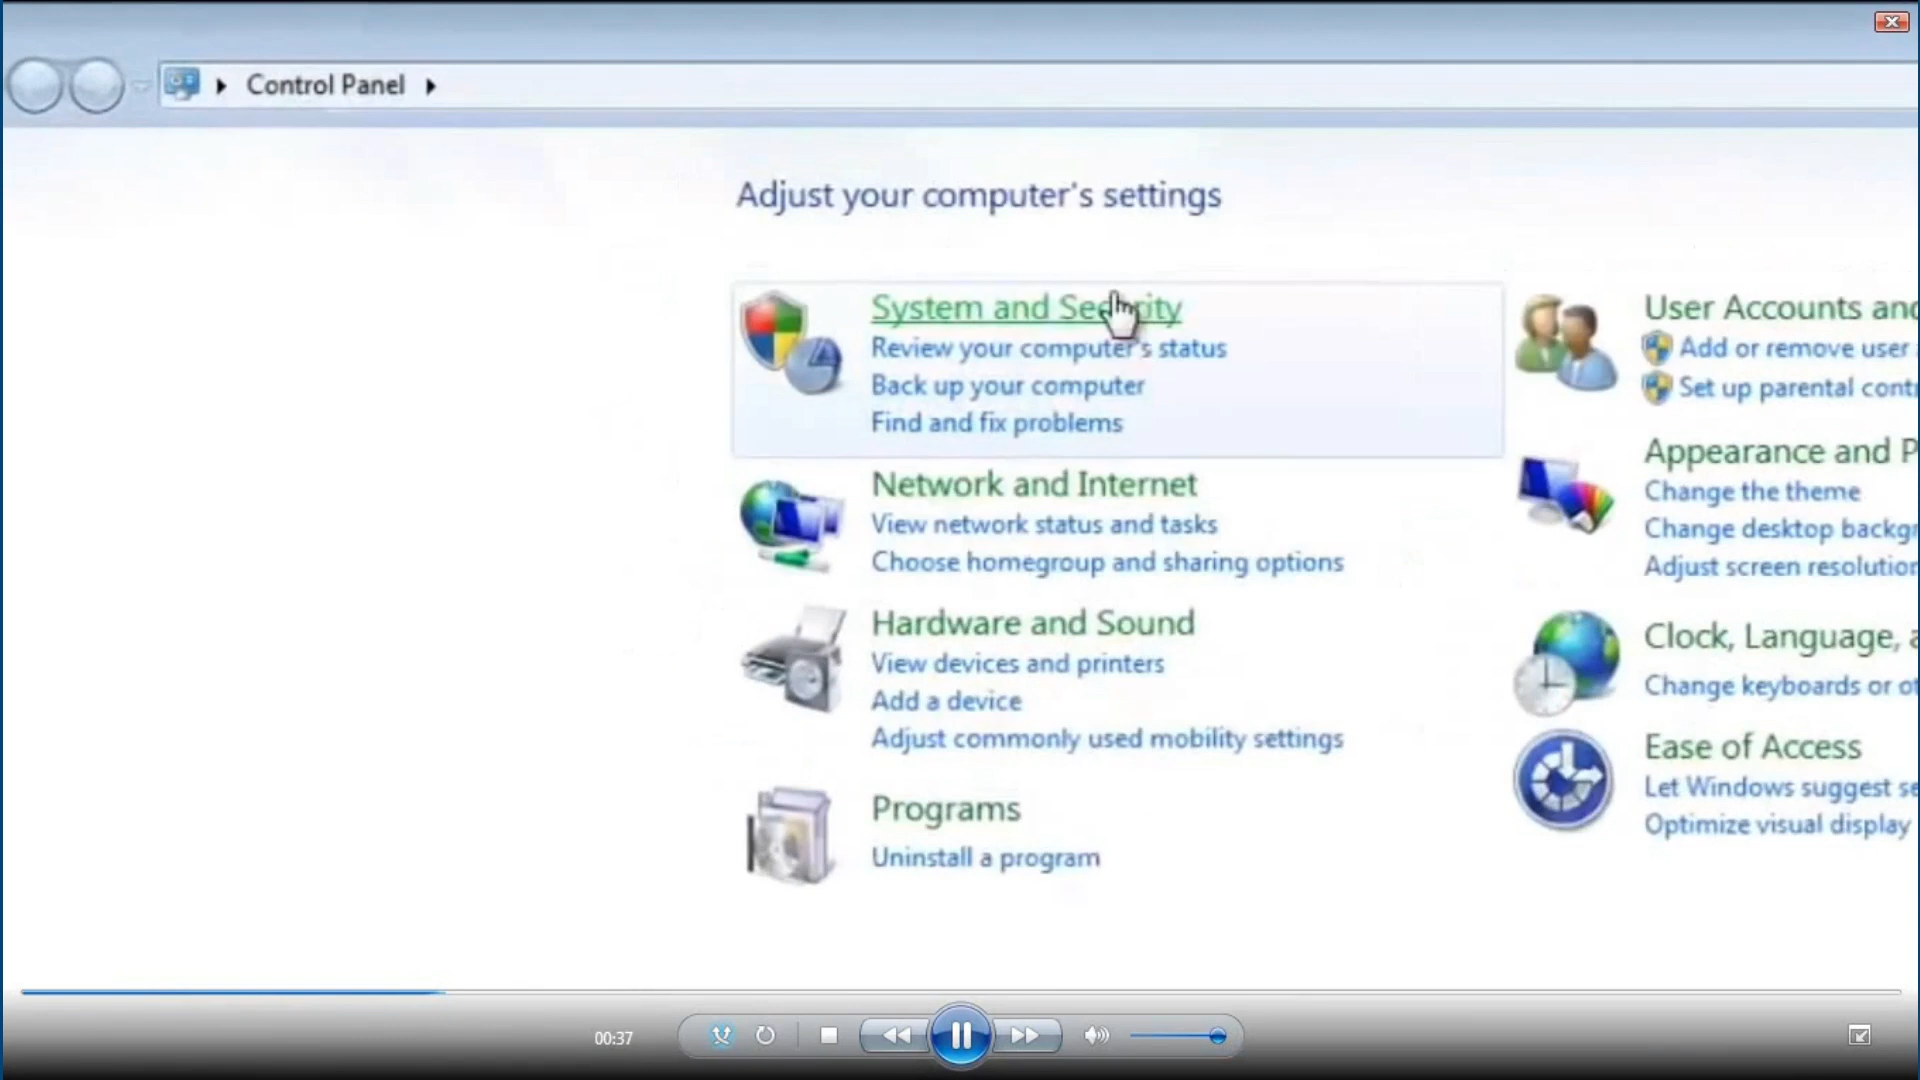 Control Panel
Adjust your computer's settings
System and Security
Review your computer's status
Back up your computer
Find and fix problems
Network and Internet
View network status and tasks
Choose homegroup and sharing options
Hardware and Sound
View devices and printers
Add a device
Adjust commonly used mobility settings
Programs
Uninstall a program
User Accounts and
Add or remove user
Set up parental cont
Appearance and P
Change the theme
Change desktop backgr
Adjust screen resolution
Clock, Language, a
Change keyboards or ot
Ease of Access
Let Windows suggest se
Optimize visual display
00:37